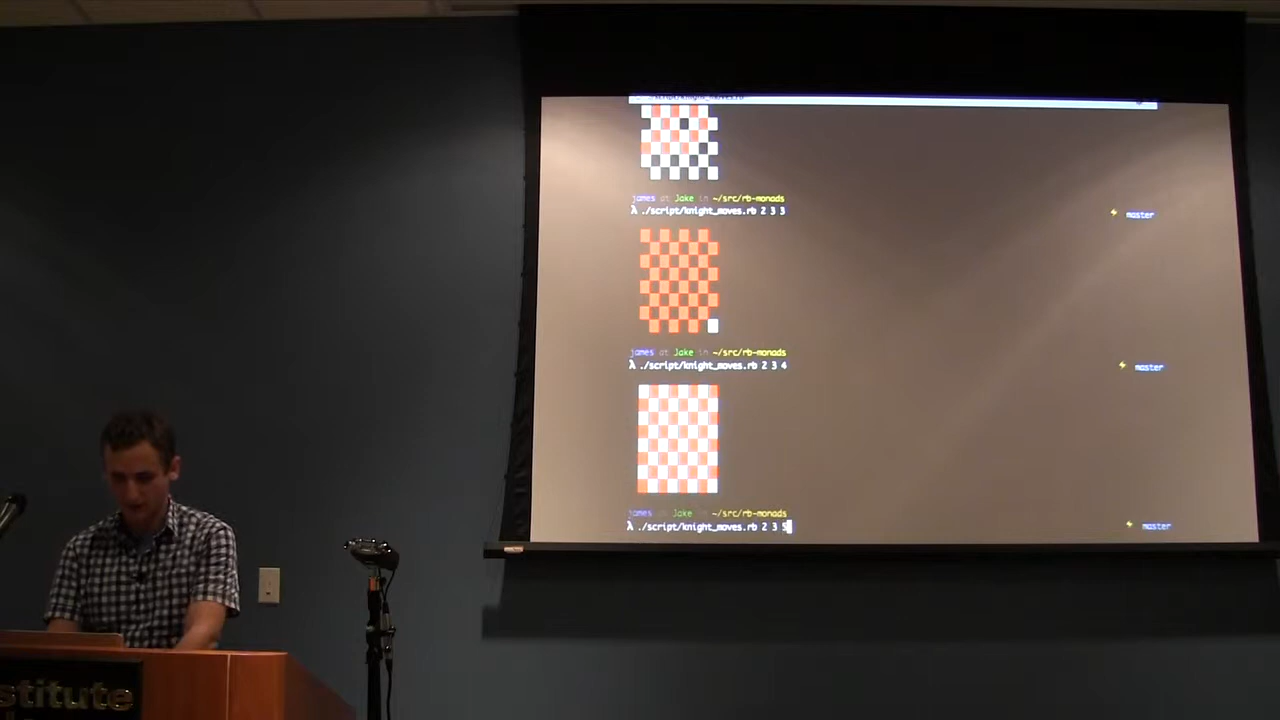 james at Jake in ~/src/rb-monads
λ ./script/knight_moves.rb 2 3 3
master
james at Jake in ~/src/rb-monads
λ ./script/knight_moves.rb 2 3 4
master
james at Jake in ~/src/rb-monads
λ ./script/knight_moves.rb 2 3 5
master
stitute